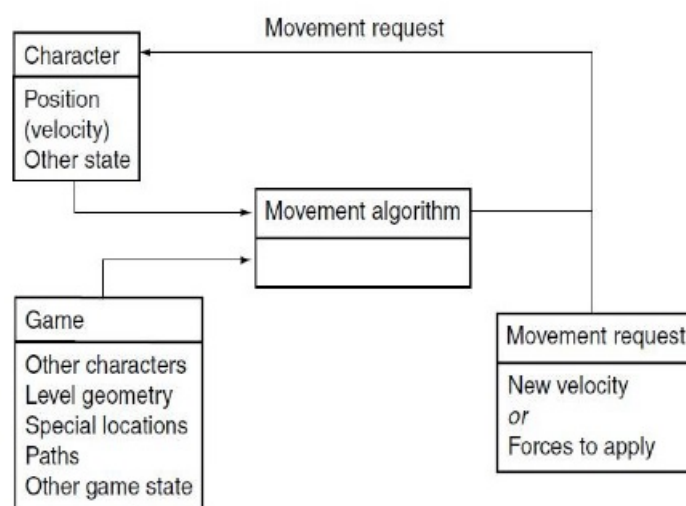 Movement request
Character
Position
(velocity)
Other state
Movement algorithm
Game
Other characters
Level geometry
Special locations
Paths
Other game state
Movement request
New velocity
or
Forces to apply